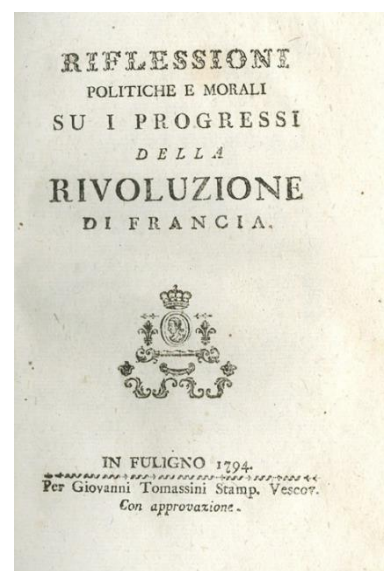 RIFLESSIONI
POLITICHE E MORALI
SU I PROGRESSI
DELLA
RIVOLUZIONE
DI FRANCIA.
IN FULIGNO 1794.
Per Giovanni Tomassini Stamp. Vescov.
Con approvazione.